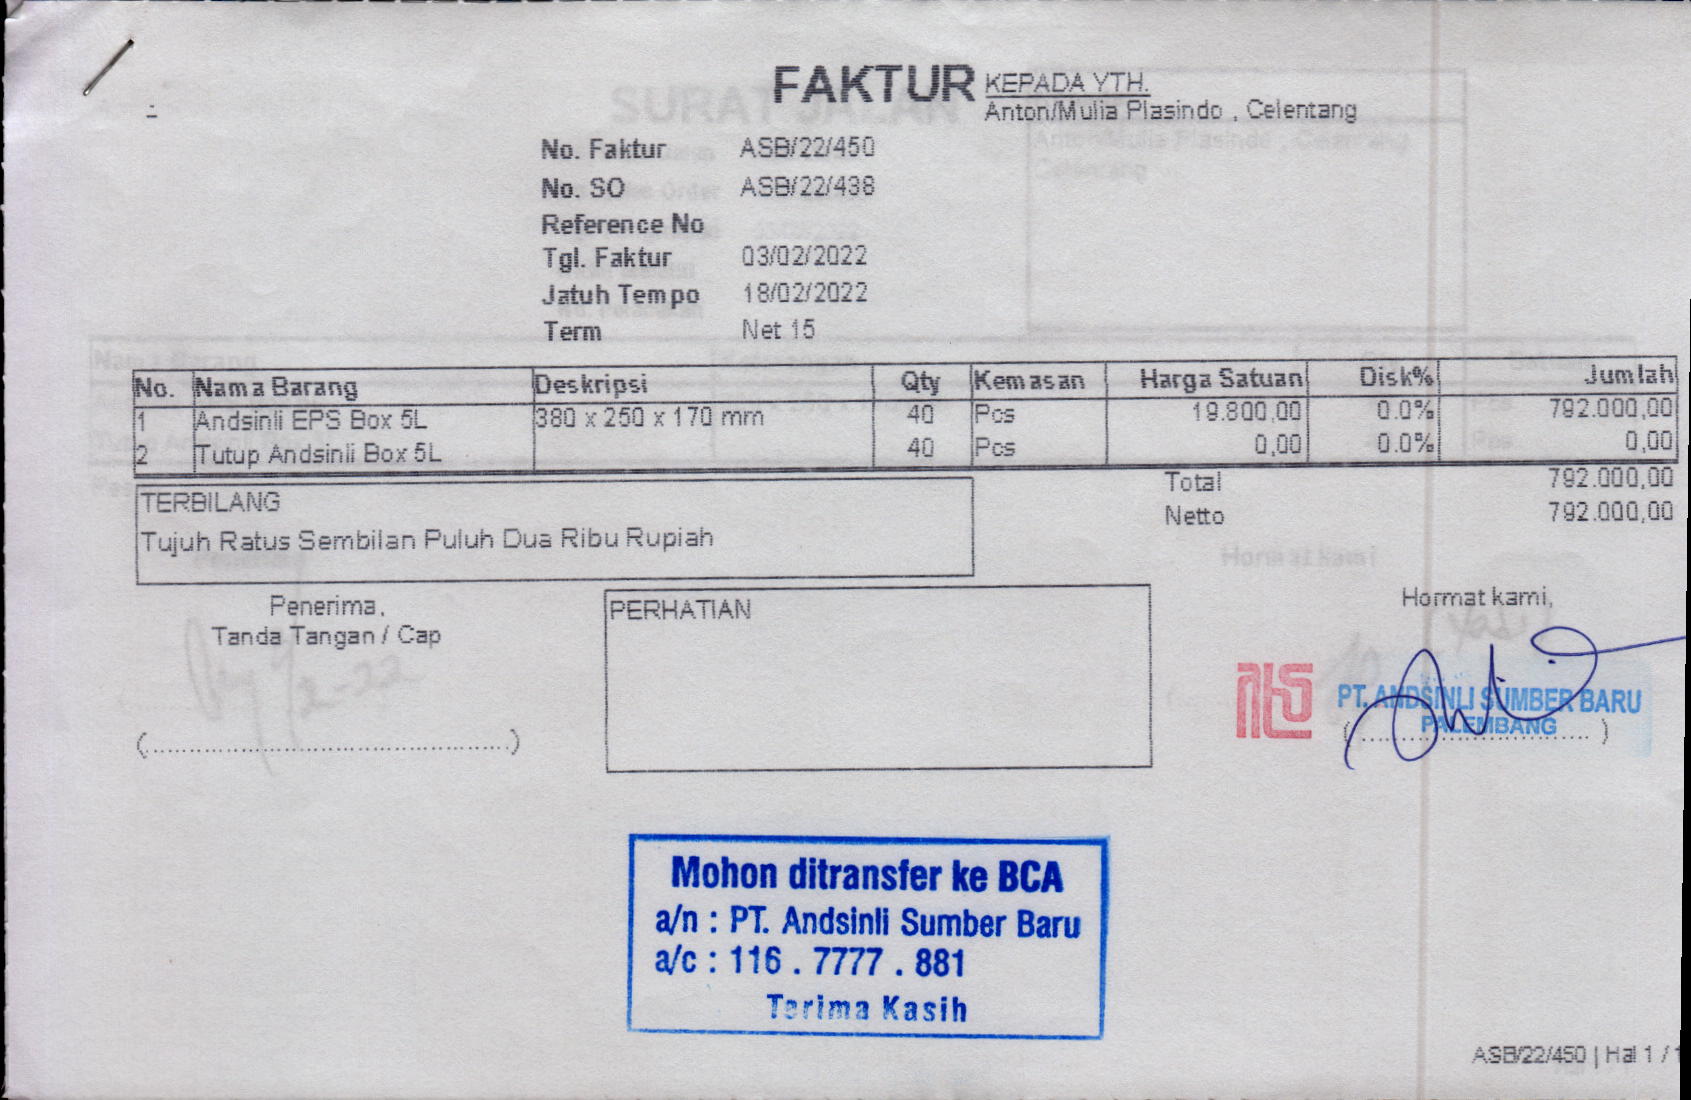 FAKTUR
KEPADA YTH.
Anton/Mulia Plasindo , Celentang
No. Faktur ASB/22/450
No. SO ASB/22/438
Reference No
Tgl. Faktur 03/02/2022
Jatuh Tempo 18/02/2022
Term Net 15
No. Nama Barang Deskripsi Qty Kemasan Harga Satuan Disk% Jumlah
1 Andsinli EPS Box 5L 380 x 250 x 170 mm 40 Pcs 19.800,00 0.0% 792.000,00
2 Tutup Andsinli Box 5L 40 Pcs 0,00 0.0% 0,00
Total 792.000,00
Netto 792.000,00
TERBILANG
Tujuh Ratus Sembilan Puluh Dua Ribu Rupiah
Penerima,
Tanda Tangan / Cap
(................................................)
PERHATIAN
Hormat kami,
PT. ANDSINLI SUMBER BARU
PALEMBANG
(................................)
Mohon ditransfer ke BCA
a/n : PT. Andsinli Sumber Baru
a/c : 116 . 7777 . 881
Terima Kasih
ASB/22/450 | Hal 1 / 1